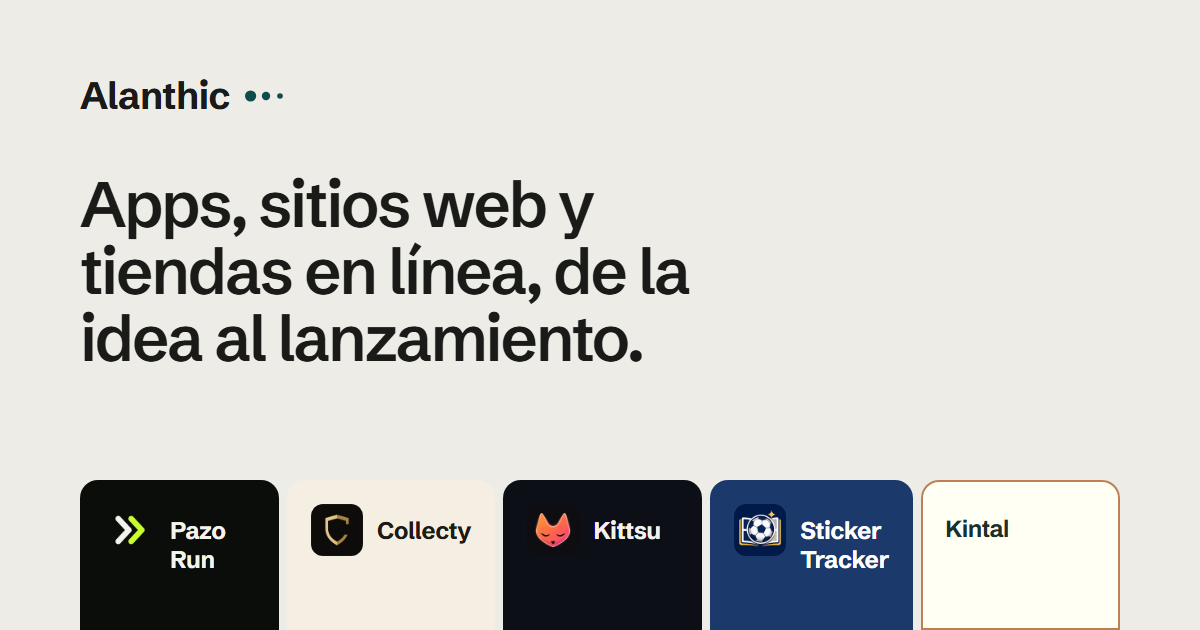 Alanthic
Apps, sitios web y
tiendas en línea, de la
idea al lanzamiento.
Pazo
Run
Collecty
Kittsu
Sticker
Tracker
Kintal